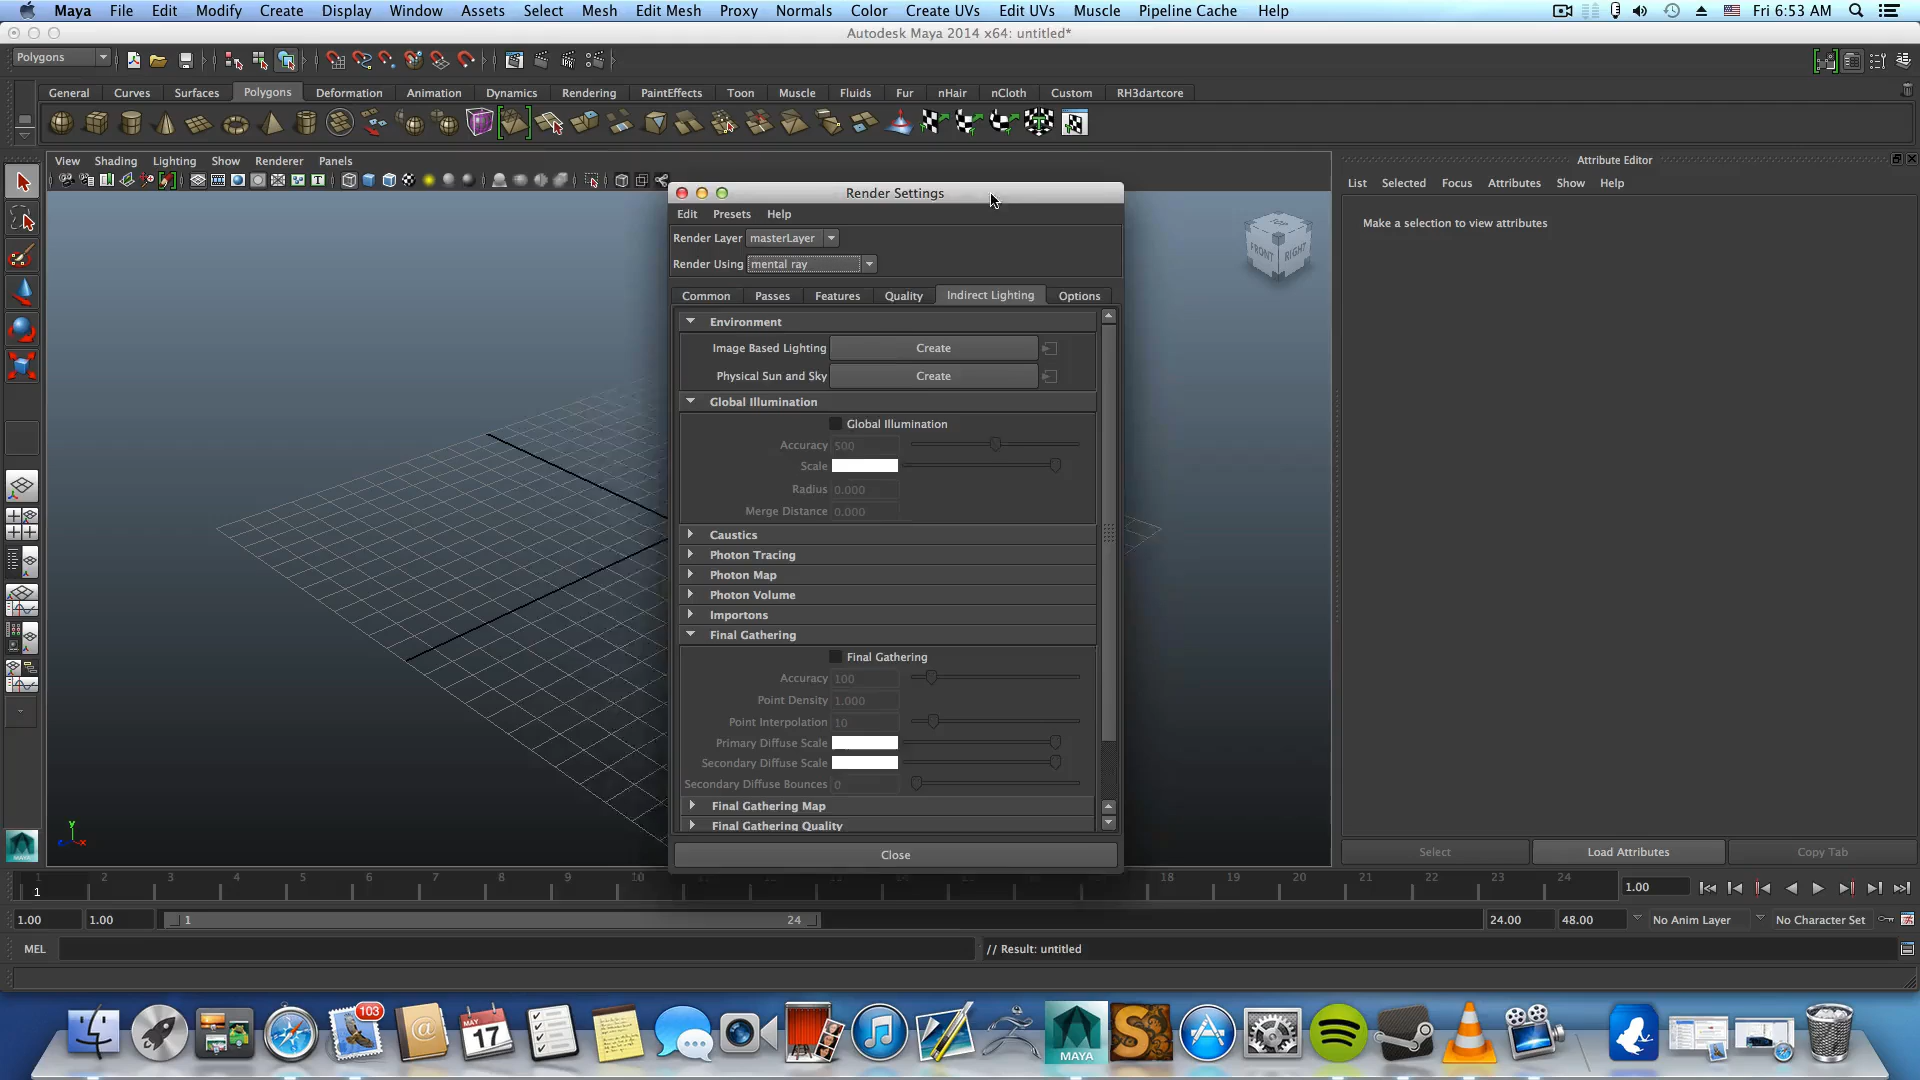 Maya File Edit Modify Create Display Window Assets Select Mesh Edit Mesh Proxy Normals Color Create UVs Edit UVs Muscle Pipeline Cache Help Fri 6:53 AM
Autodesk Maya 2014 x64: untitled*
Polygons
General Curves Surfaces Polygons Deformation Animation Dynamics Rendering PaintEffects Toon Muscle Fluids Fur nHair nCloth Custom RH3dartcore
View Shading Lighting Show Renderer Panels
Attribute Editor
List Selected Focus Attributes Show Help
Make a selection to view attributes
FRONT RIGHT
Render Settings
Edit Presets Help
Render Layer masterLayer
Render Using mental ray
Common Passes Features Quality Indirect Lighting Options
Environment
Image Based Lighting Create
Physical Sun and Sky Create
Global Illumination
Global Illumination
Accuracy 500
Scale
Radius 0.000
Merge Distance 0.000
Caustics
Photon Tracing
Photon Map
Photon Volume
Importons
Final Gathering
Final Gathering
Accuracy 100
Point Density 1.000
Point Interpolation 10
Primary Diffuse Scale
Secondary Diffuse Scale
Secondary Diffuse Bounces 0
Final Gathering Map
Final Gathering Quality
Close
y
x
Select Load Attributes Copy Tab
1 2 3 4 5 6 7 8 9 10 18 19 20 21 22 23 24
1 1.00
1.00 1.00 1 24 24.00 48.00 No Anim Layer No Character Set
MEL // Result: untitled
103
MAY
17
MAYA